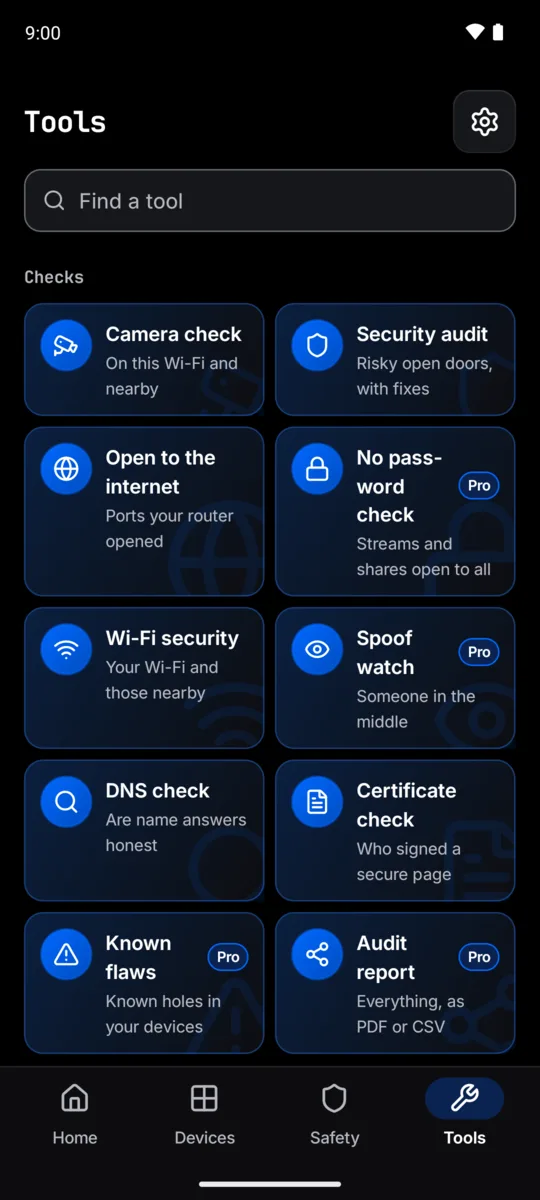 9:00
Tools
Find a tool
Checks
Camera check
On this Wi-Fi and
nearby
Security audit
Risky open doors,
with fixes
Open to the
internet
Ports your router
opened
No pass-
word
check
Pro
Streams and
shares open to all
Wi-Fi security
Your Wi-Fi and
those nearby
Spoof
watch
Pro
Someone in the
middle
DNS check
Are name answers
honest
Certificate
check
Who signed a
secure page
Known
flaws
Pro
Known holes in
your devices
Audit
report
Pro
Everything, as
PDF or CSV
Home
Devices
Safety
Tools